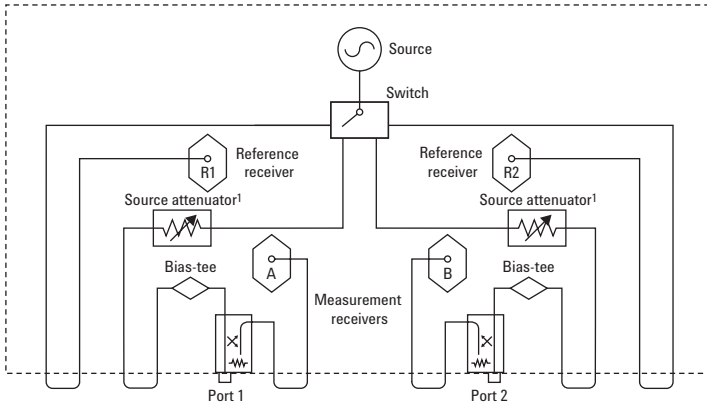 Source
Switch
R1
Reference
receiver
Reference
receiver
R2
Source attenuator¹
Source attenuator¹
Bias-tee
A
B
Bias-tee
Measurement
receivers
Port 1
Port 2